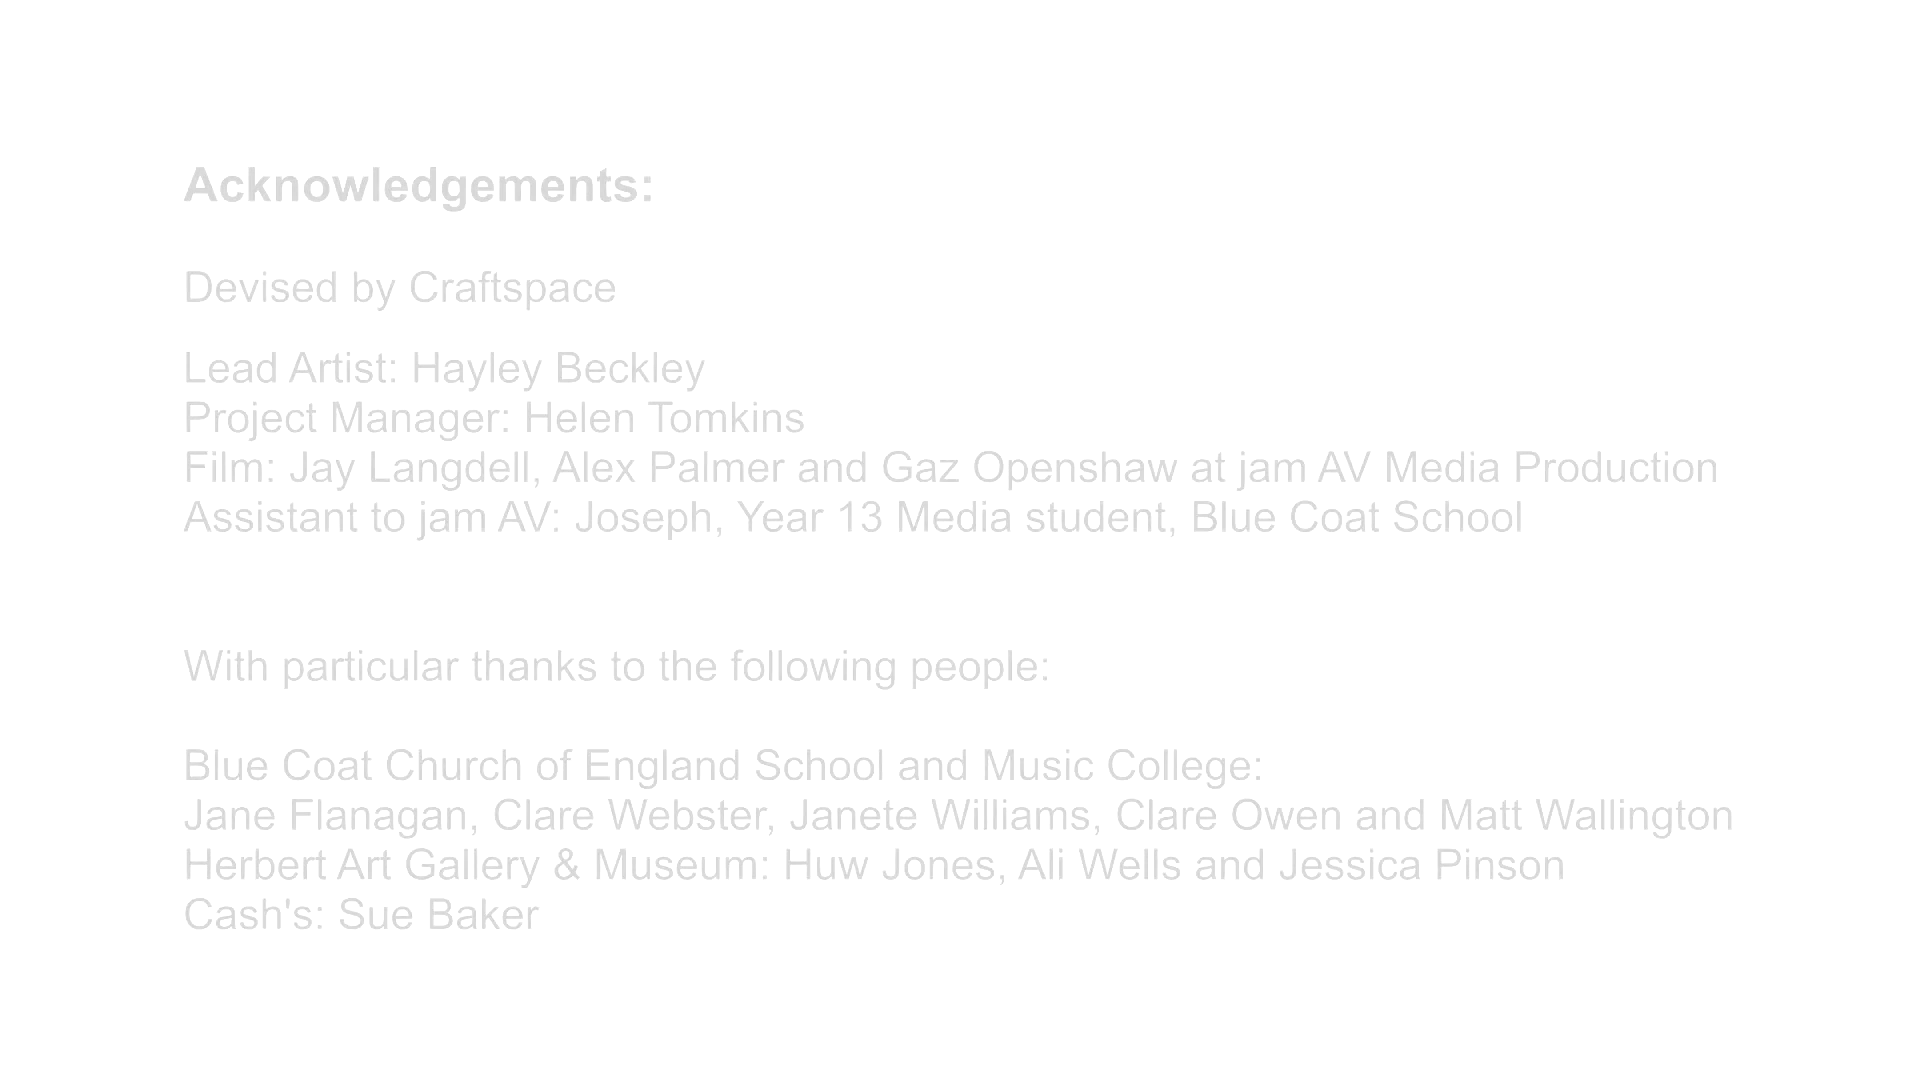 Acknowledgements:
Devised by Craftspace
Lead Artist: Hayley Beckley
Project Manager: Helen Tomkins
Film: Jay Langdell, Alex Palmer and Gaz Openshaw at jam AV Media Production
Assistant to jam AV: Joseph, Year 13 Media student, Blue Coat School
With particular thanks to the following people:
Blue Coat Church of England School and Music College:
Jane Flanagan, Clare Webster, Janete Williams, Clare Owen and Matt Wallington
Herbert Art Gallery & Museum: Huw Jones, Ali Wells and Jessica Pinson
Cash's: Sue Baker